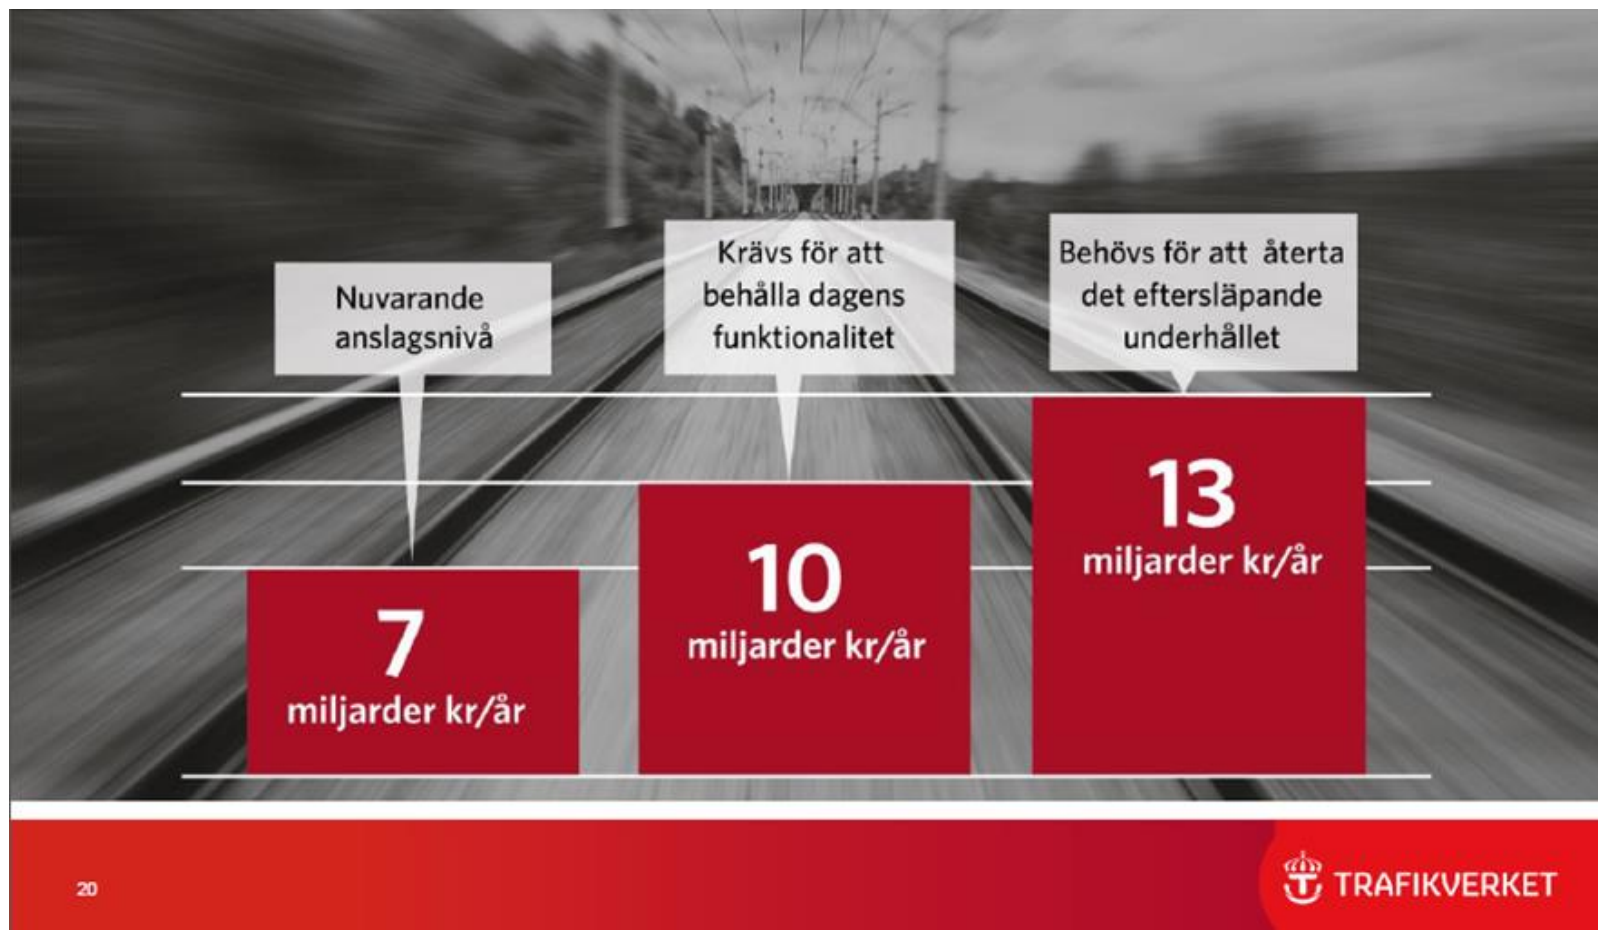 Nuvarande
anslagsnivå
Krävs för att
behålla dagens
funktionalitet
Behövs för att återta
det eftersläpande
underhållet
7
miljarder kr/år
10
miljarder kr/år
13
miljarder kr/år
20
TRAFIKVERKET